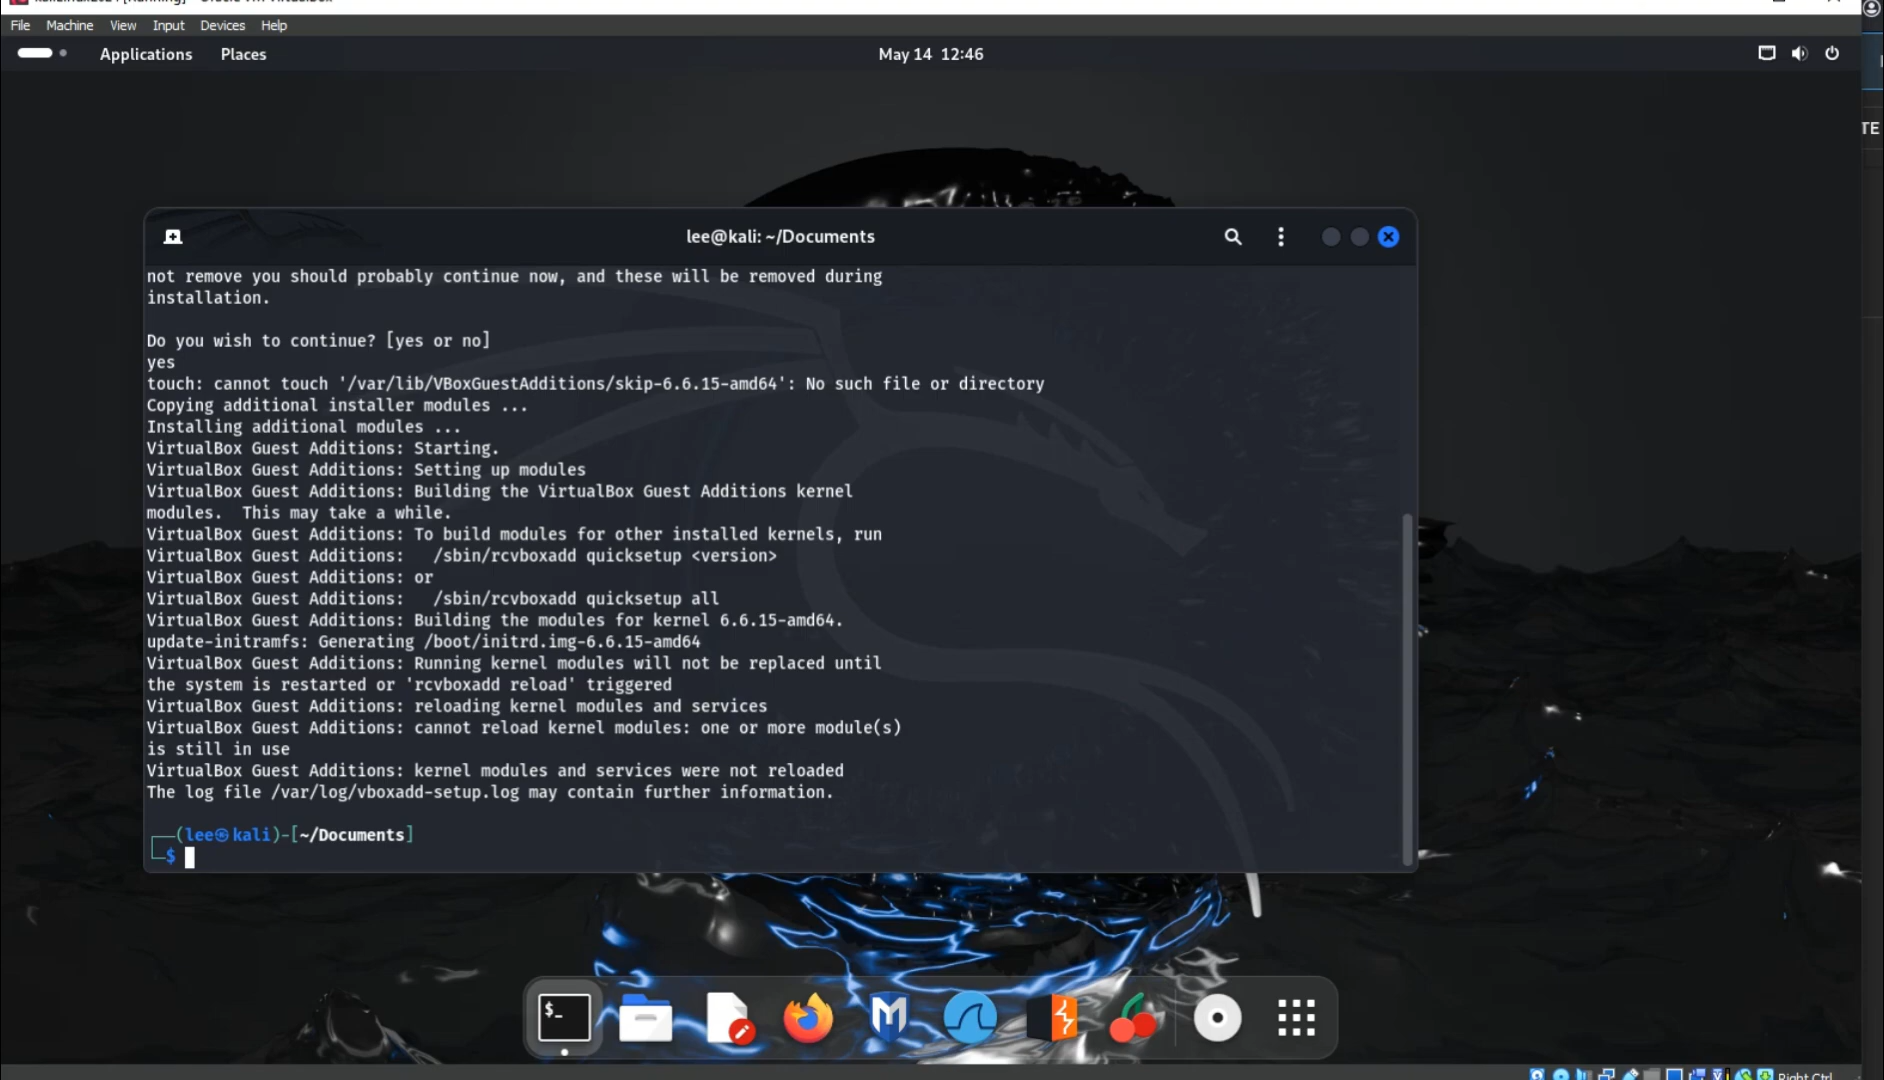 File Machine View Input Devices Help
Applications Places May 14 12:46
TE
lee@kali: ~/Documents
not remove you should probably continue now, and these will be removed during
installation.
Do you wish to continue? [yes or no]
yes
touch: cannot touch '/var/lib/VBoxGuestAdditions/skip-6.6.15-amd64': No such file or directory
Copying additional installer modules ...
Installing additional modules ...
VirtualBox Guest Additions: Starting.
VirtualBox Guest Additions: Setting up modules
VirtualBox Guest Additions: Building the VirtualBox Guest Additions kernel
modules.  This may take a while.
VirtualBox Guest Additions: To build modules for other installed kernels, run
VirtualBox Guest Additions:   /sbin/rcvboxadd quicksetup <version>
VirtualBox Guest Additions: or
VirtualBox Guest Additions:   /sbin/rcvboxadd quicksetup all
VirtualBox Guest Additions: Building the modules for kernel 6.6.15-amd64.
update-initramfs: Generating /boot/initrd.img-6.6.15-amd64
VirtualBox Guest Additions: Running kernel modules will not be replaced until
the system is restarted or 'rcvboxadd reload' triggered
VirtualBox Guest Additions: reloading kernel modules and services
VirtualBox Guest Additions: cannot reload kernel modules: one or more module(s)
is still in use
VirtualBox Guest Additions: kernel modules and services were not reloaded
The log file /var/log/vboxadd-setup.log may contain further information.
┌──(lee㉿kali)-[~/Documents]
└─$
$_
Right Ctrl